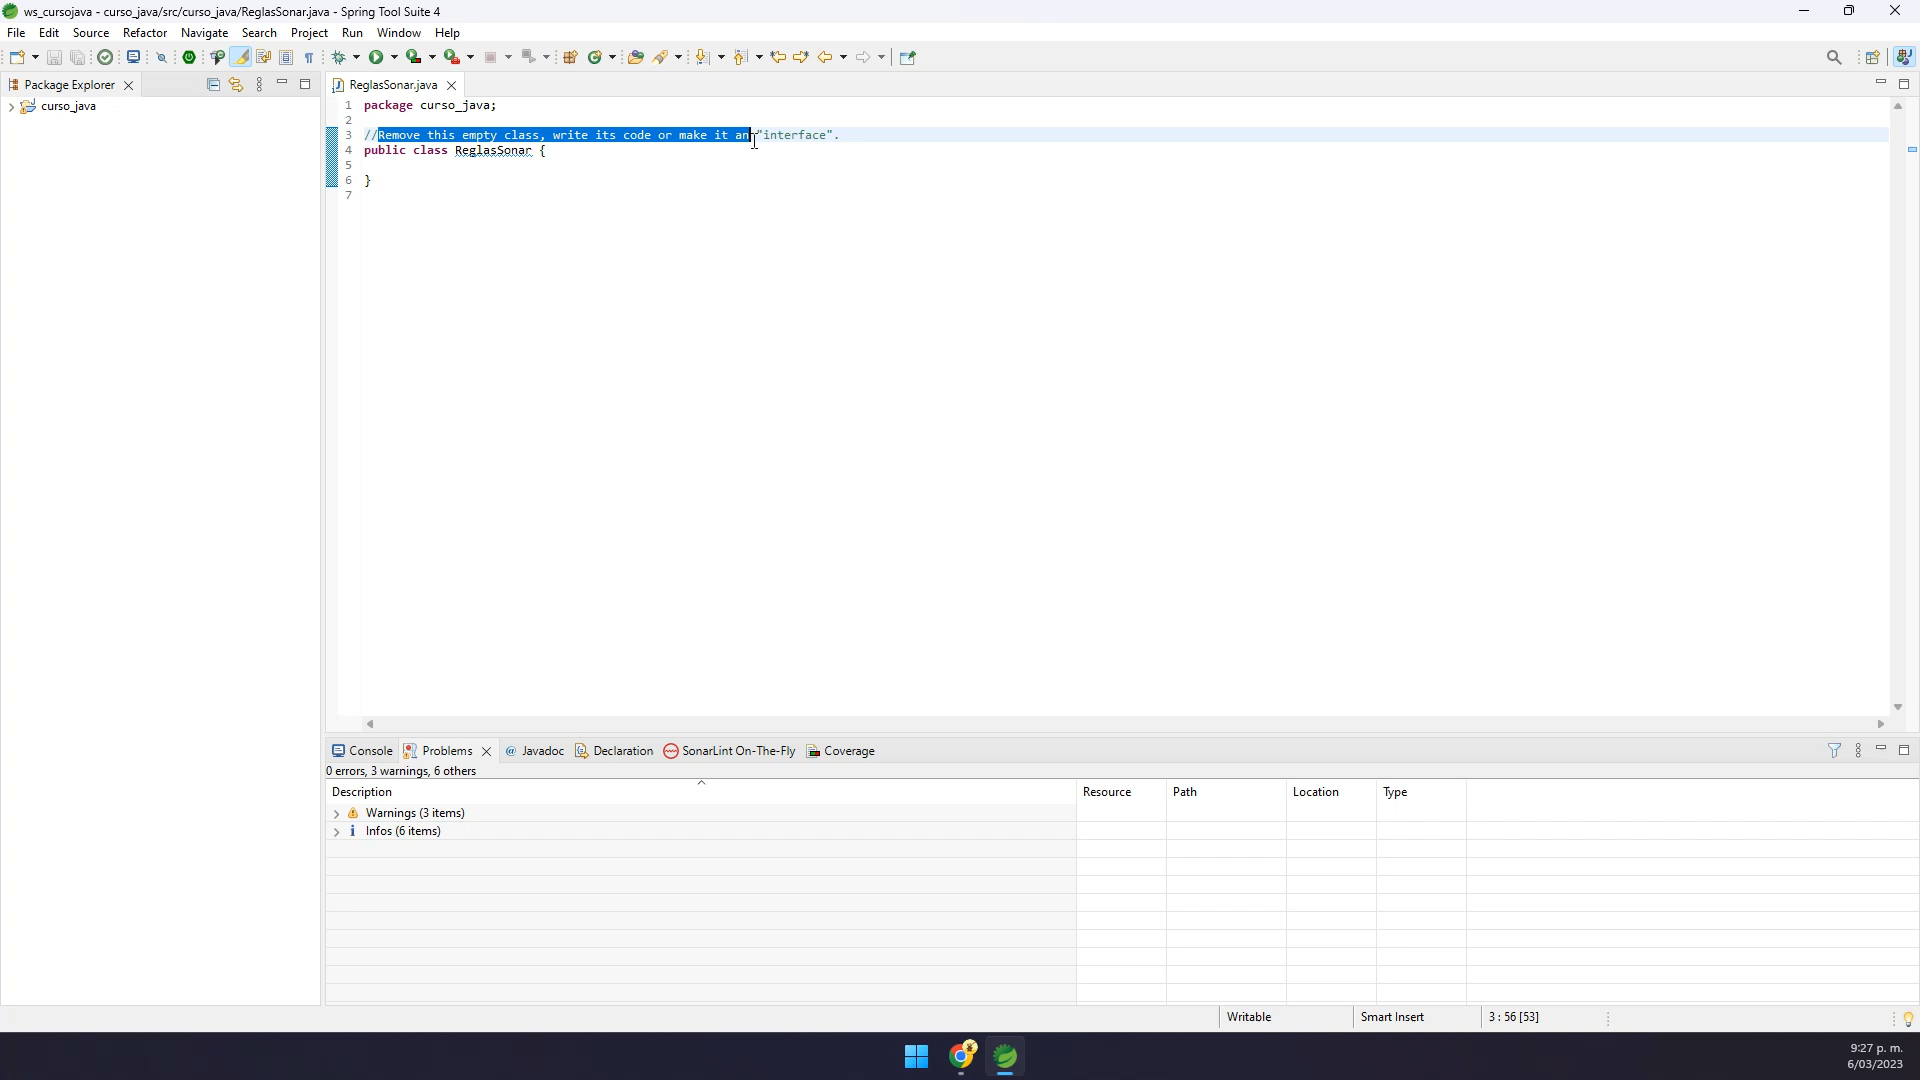 ws_cursojava - curso_java/src/curso_java/ReglasSonar.java - Spring Tool Suite 4
File Edit Source Refactor Navigate Search Project Run Window Help
Package Explorer
curso_java
ReglasSonar.java
1 package curso_java;
2
3 //Remove this empty class, write its code or make it an "interface".
4 public class ReglasSonar {
5
6 }
7
Console Problems @ Javadoc Declaration SonarLint On-The-Fly Coverage
0 errors, 3 warnings, 6 others
Description Resource Path Location Type
Warnings (3 items)
i Infos (6 items)
Writable Smart Insert 3 : 56 [53]
9:27 p. m.
6/03/2023